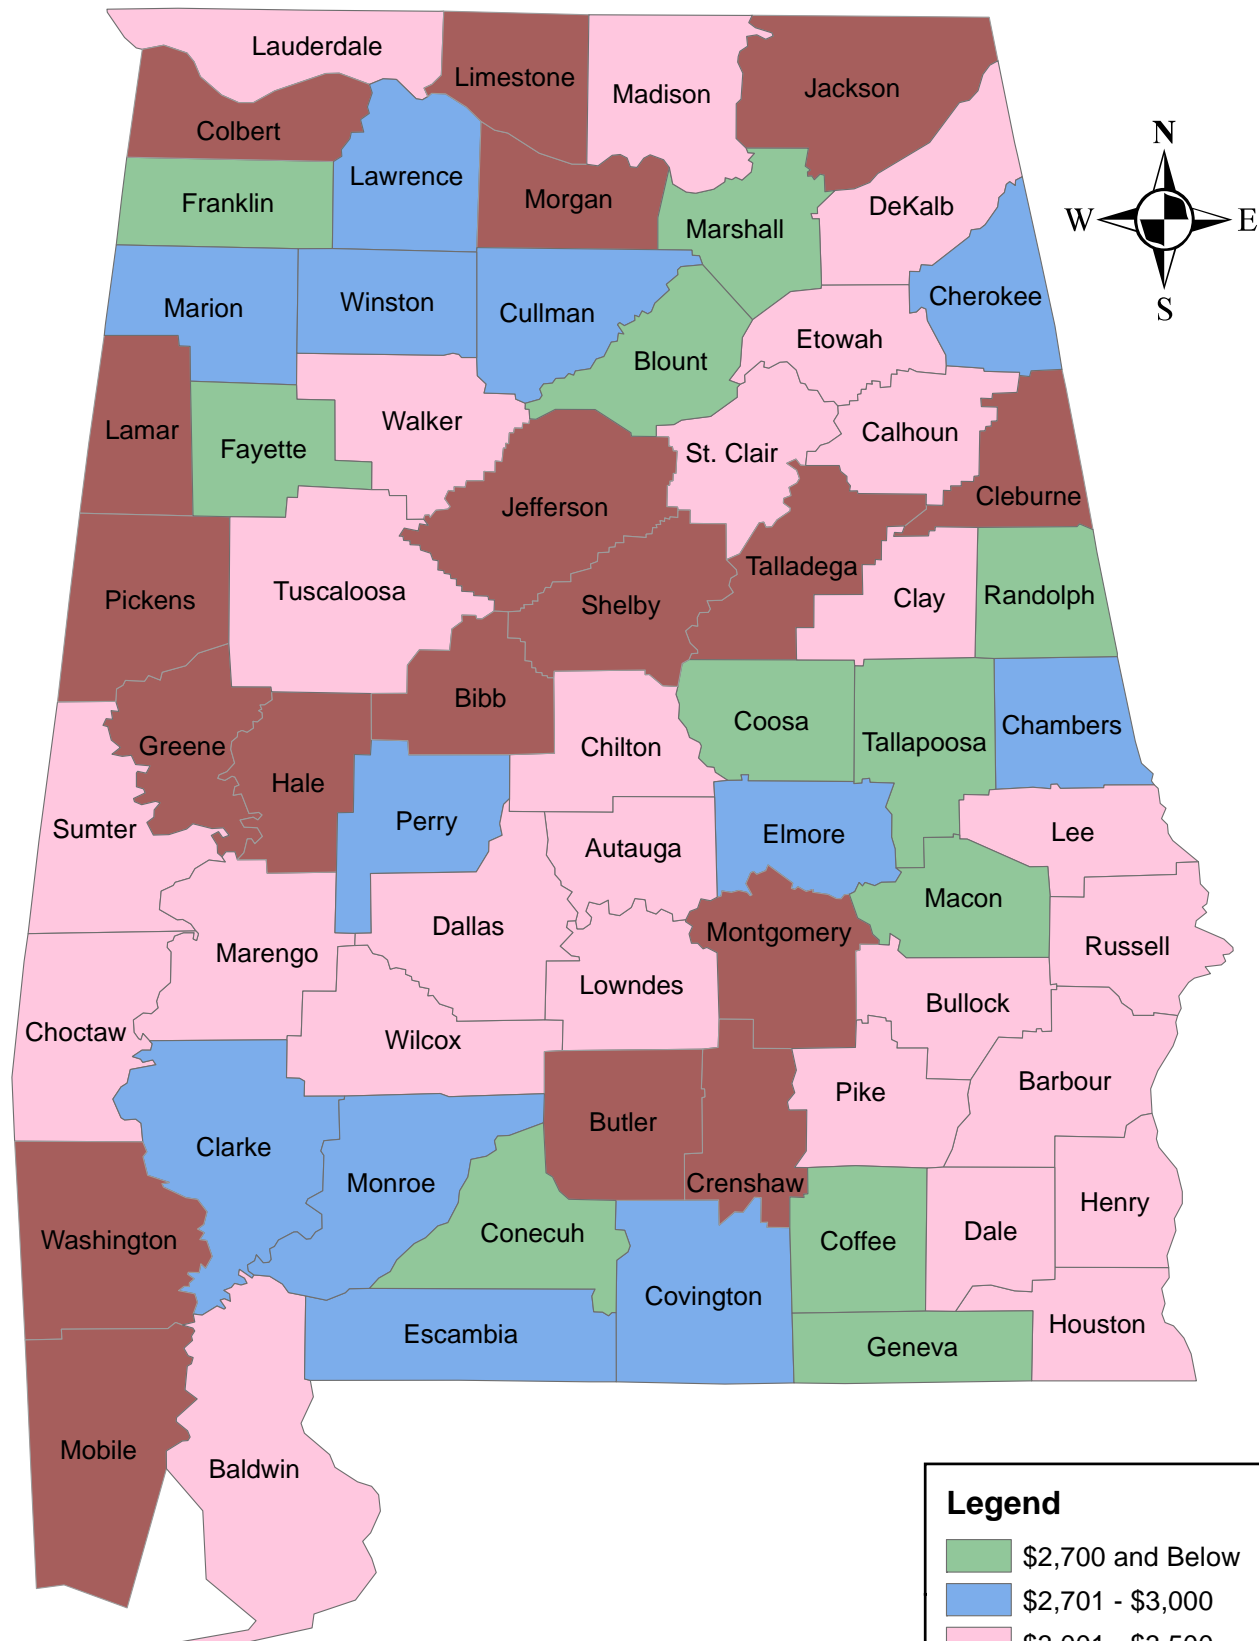 Lauderdale
Limestone
Madison
Jackson
Colbert
Lawrence
Franklin
Morgan
Marshall
DeKalb
N
W
E
S
Marion
Winston
Cullman
Cherokee
Etowah
Blount
Lamar
Walker
Fayette
St. Clair
Calhoun
Jefferson
Cleburne
Pickens
Tuscaloosa
Talladega
Shelby
Clay
Randolph
Bibb
Greene
Hale
Chilton
Coosa
Tallapoosa
Chambers
Sumter
Perry
Autauga
Elmore
Lee
Macon
Dallas
Montgomery
Marengo
Russell
Lowndes
Bullock
Choctaw
Wilcox
Barbour
Pike
Butler
Clarke
Monroe
Crenshaw
Henry
Washington
Conecuh
Coffee
Dale
Covington
Escambia
Houston
Geneva
Mobile
Baldwin
Legend
$2,700 and Below
$2,701 - $3,000